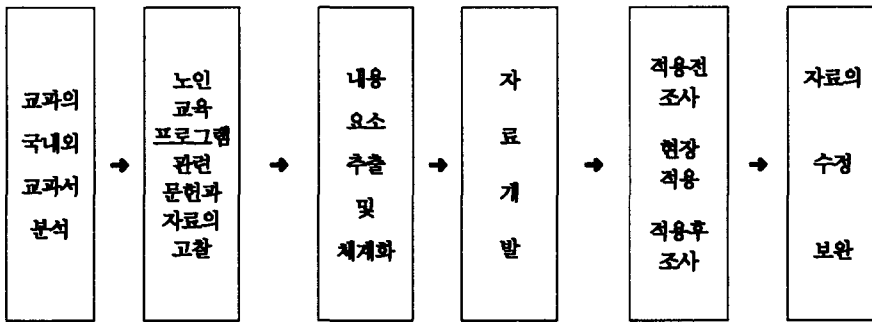 교과의
국내외
교과서
분석
➔
노인
교육
프로그램
관련
문헌과
자료의
고찰
➔
내용
요소
추출
및
체계화
➔
자
료
개
발
➔
적용전
조사
현장
적용
적용후
조사
➔
자료의
수정
보완